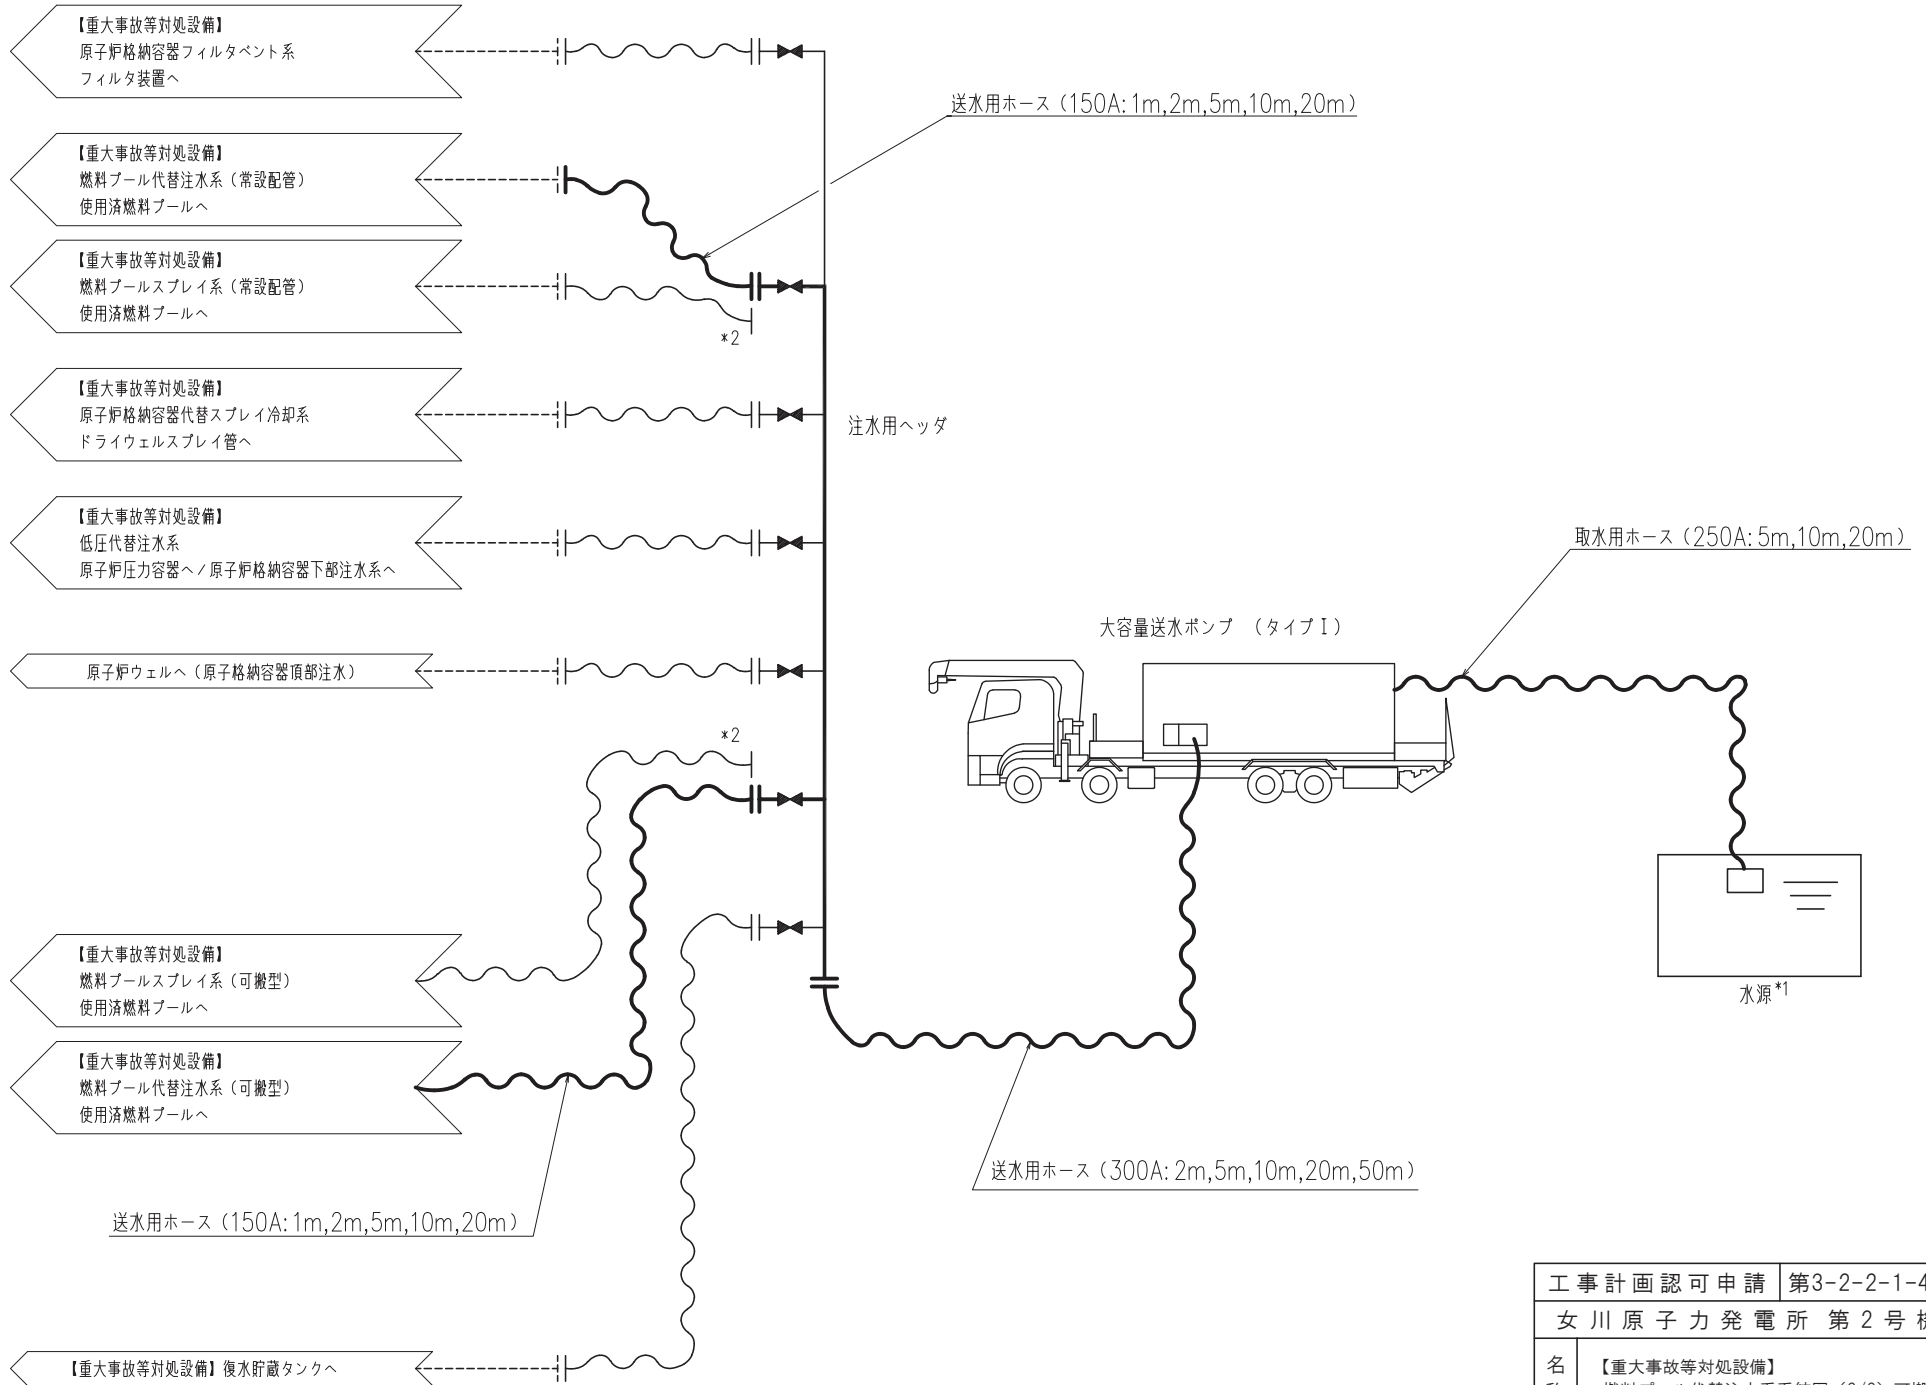 【重大事故等対処設備】
原子炉格納容器フィルタベント系
フィルタ装置へ
送水用ホース（150A：1m,2m,5m,10m,20m）
【重大事故等対処設備】
燃料プール代替注水系（常設配管）
使用済燃料プールへ
【重大事故等対処設備】
燃料プールスプレイ系（常設配管）
使用済燃料プールへ
*2
【重大事故等対処設備】
原子炉格納容器代替スプレイ冷却系
ドライウェルスプレイ管へ
注水用ヘッダ
【重大事故等対処設備】
低圧代替注水系
原子炉圧力容器へ／原子炉格納容器下部注水系へ
取水用ホース（250A：5m,10m,20m）
大容量送水ポンプ （タイプⅠ）
原子炉ウェルへ（原子格納容器頂部注水）
*2
【重大事故等対処設備】
燃料プールスプレイ系（可搬型）
使用済燃料プールへ
水源*1
【重大事故等対処設備】
燃料プール代替注水系（可搬型）
使用済燃料プールへ
送水用ホース（300A：2m,5m,10m,20m,50m）
送水用ホース（150A：1m,2m,5m,10m,20m）
【重大事故等対処設備】復水貯蔵タンクへ
工事計画認可申請 第3-2-2-1-4
女川原子力発電所 第2号
名
【重大事故等対処設備】